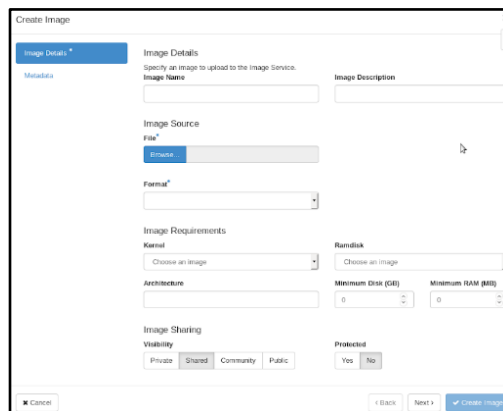 Create Image
Image Details *
Metadata
Image Details
Specify an image to upload to the Image Service.
Image Name Image Description
Image Source
File*
Browse...
Format*
Image Requirements
Kernel Ramdisk
Choose an image Choose an image
Architecture Minimum Disk (GB) Minimum RAM (MB)
0 0
Image Sharing
Visibility Protected
Private Shared Community Public Yes No
✖ Cancel ‹ Back Next › ✔ Create Image